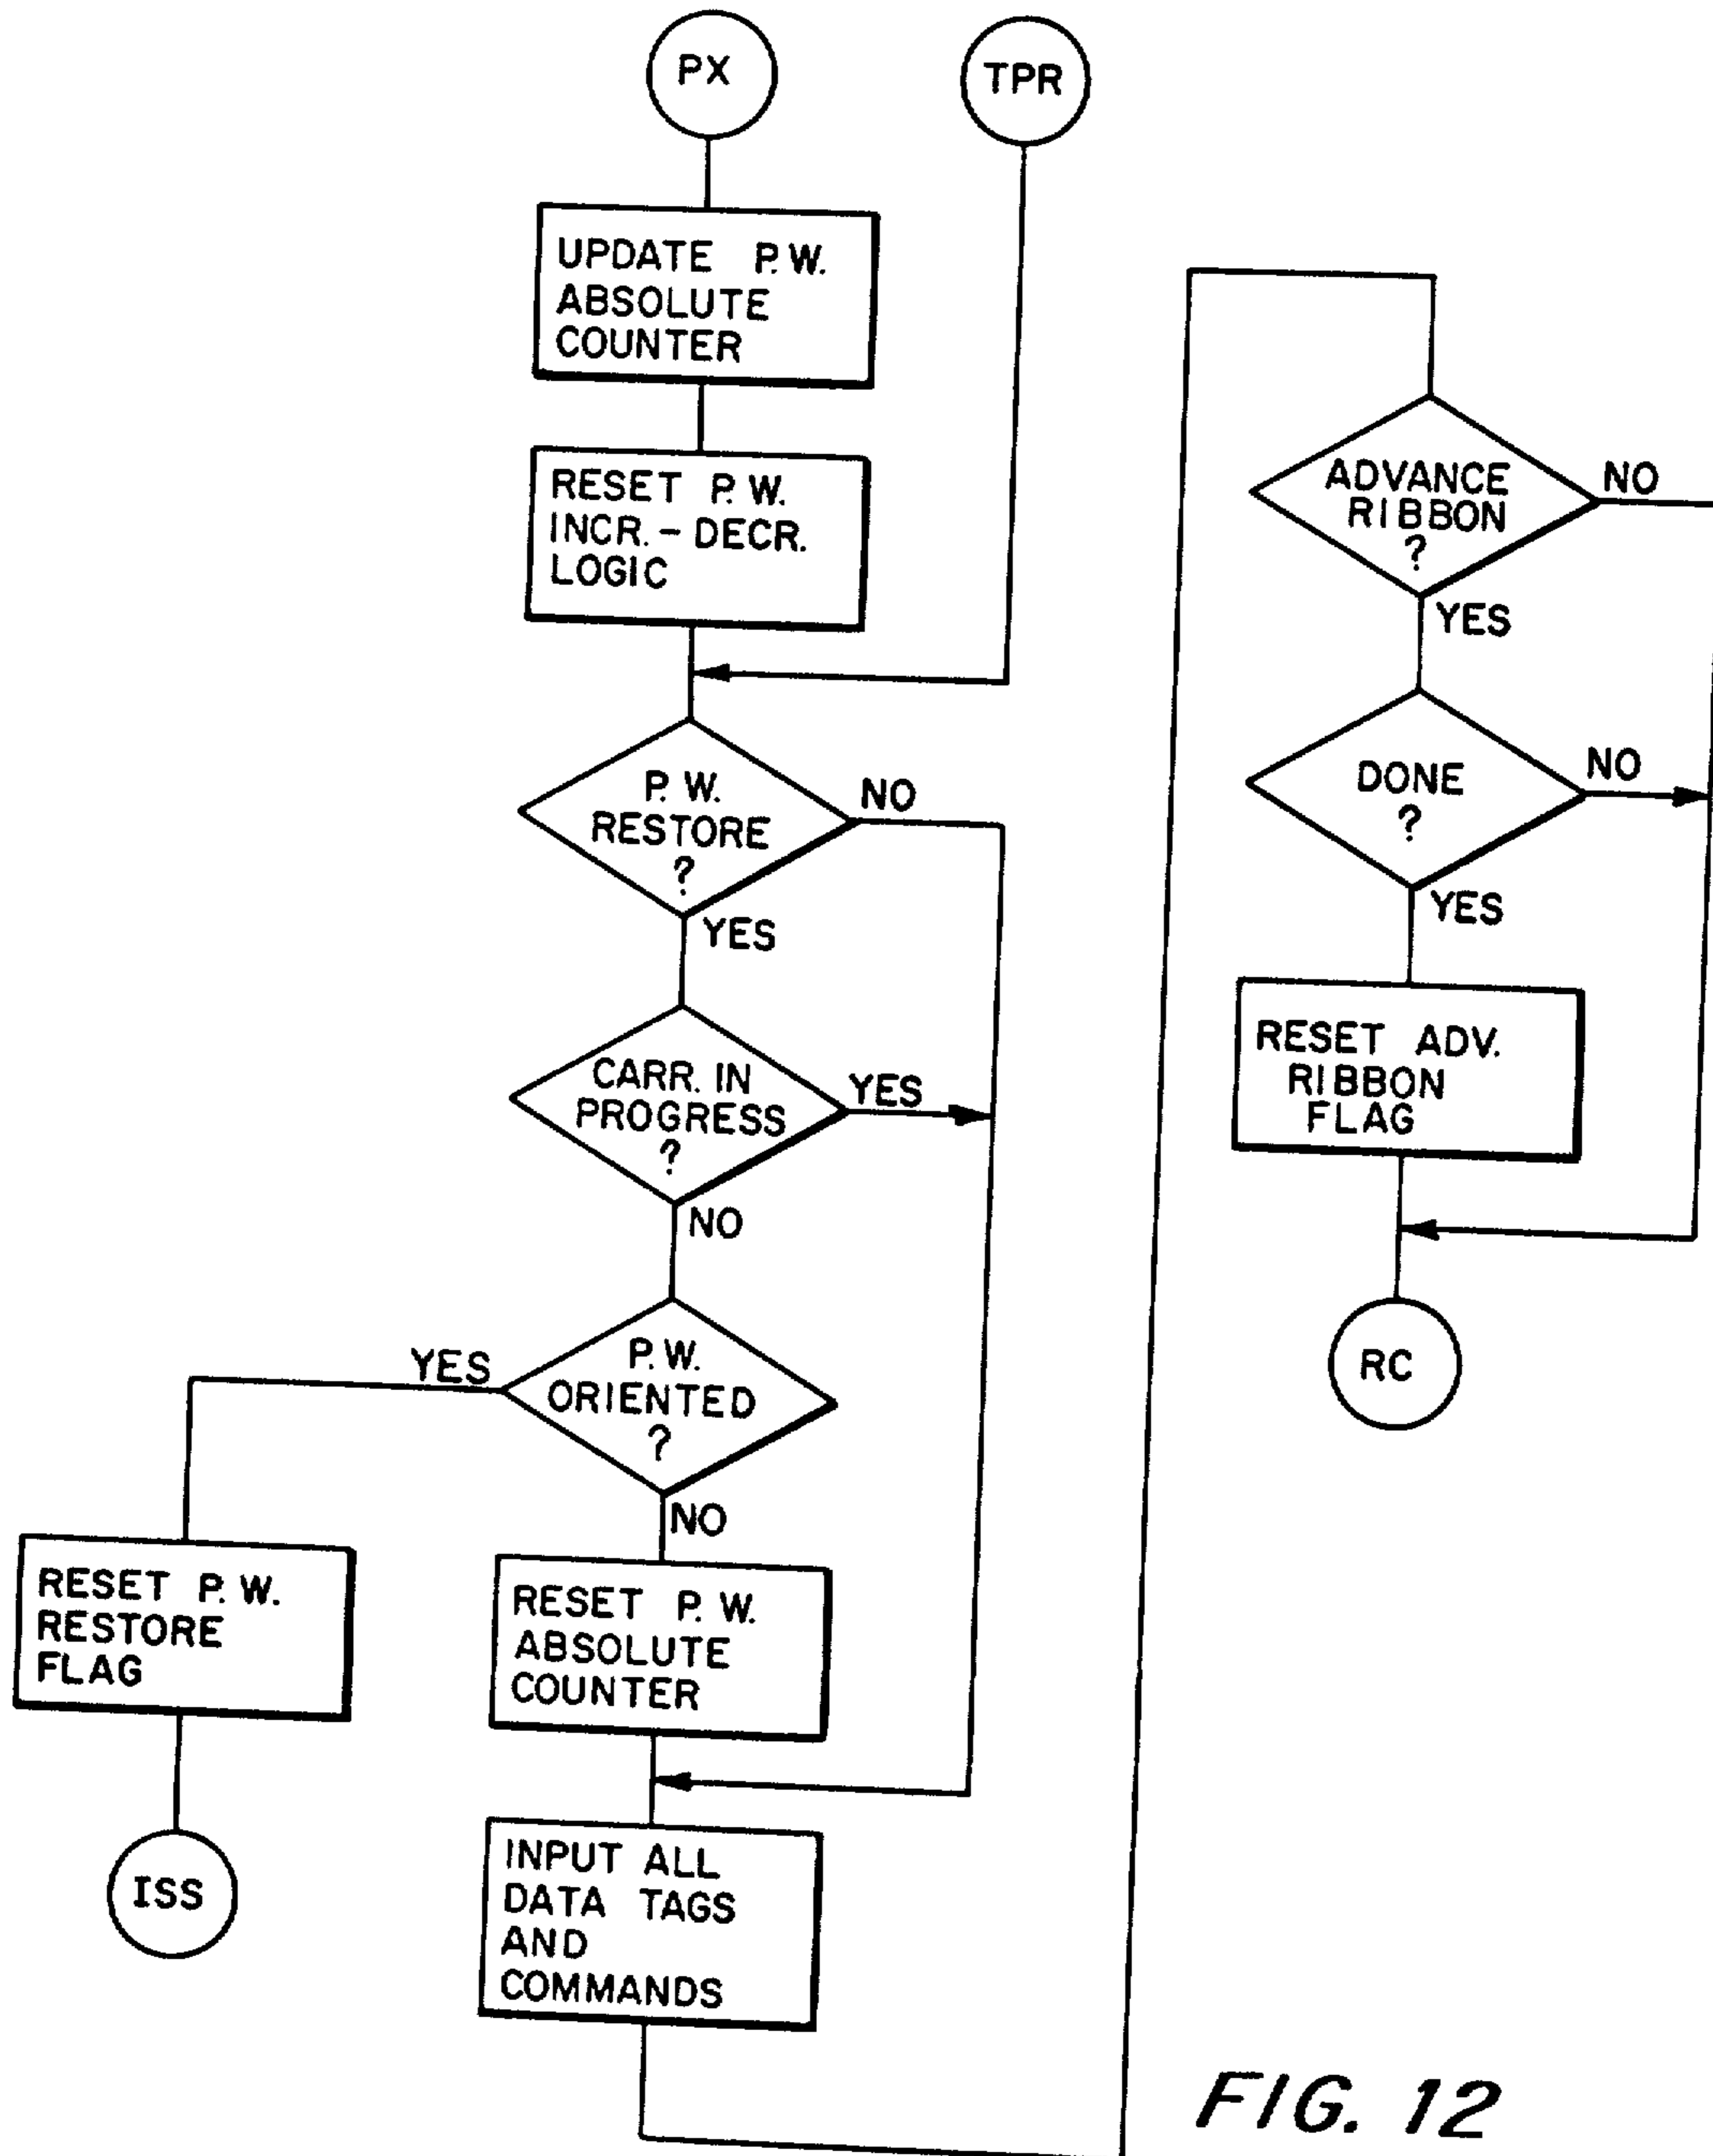 PX
TPR
UPDATE P.W.
ABSOLUTE
COUNTER
RESET P.W.
INCR.-DECR.
LOGIC
P.W.
RESTORE
?
NO
YES
CARR. IN
PROGRESS
?
YES
NO
P.W.
ORIENTED
?
YES
NO
RESET P.W.
RESTORE
FLAG
ISS
RESET P.W.
ABSOLUTE
COUNTER
INPUT ALL
DATA TAGS
AND
COMMANDS
ADVANCE
RIBBON
?
NO
YES
DONE
?
NO
YES
RESET ADV.
RIBBON
FLAG
RC
FIG. 12